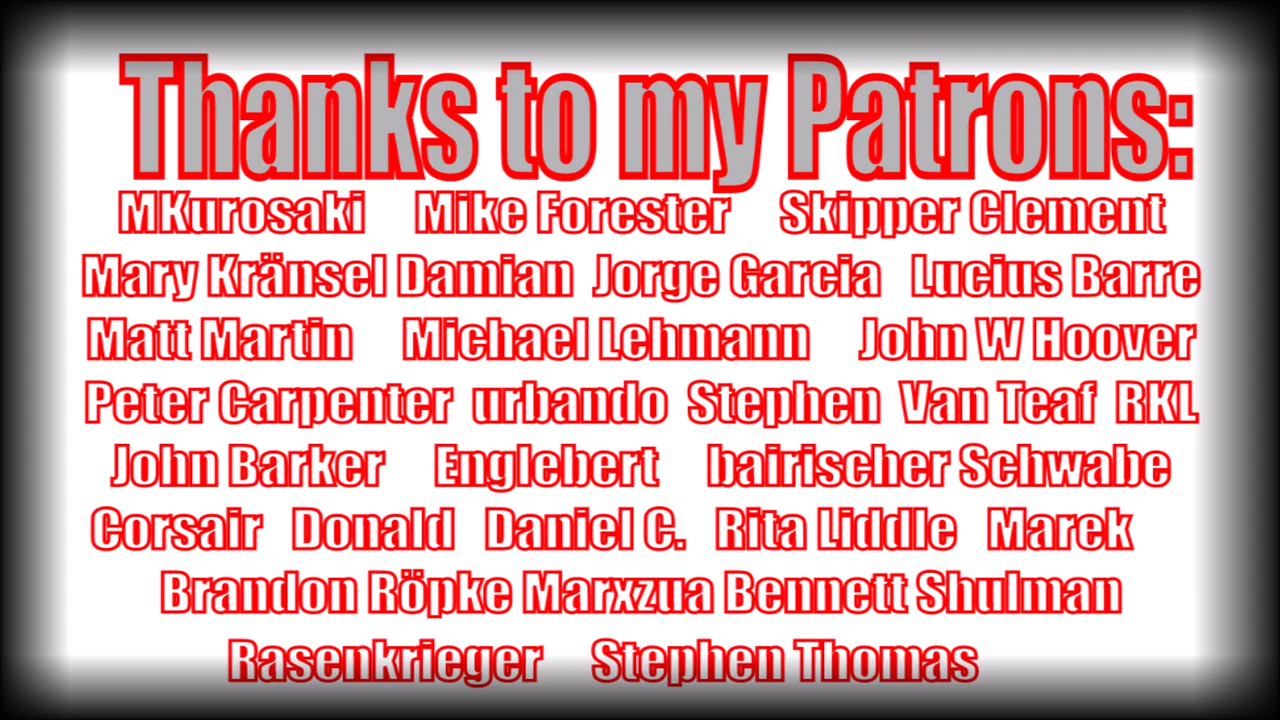 Thanks to my Patrons:
MKurosaki Mike Forester Skipper Clement
Mary Kränsel Damian Jorge Garcia Lucius Barre
Matt Martin Michael Lehmann John W Hoover
Peter Carpenter urbando Stephen Van Teaf RKL
John Barker Englebert bairischer Schwabe
Corsair Donald Daniel C. Rita Liddle Marek
Brandon Röpke Marxzua Bennett Shulman
Rasenkrieger Stephen Thomas